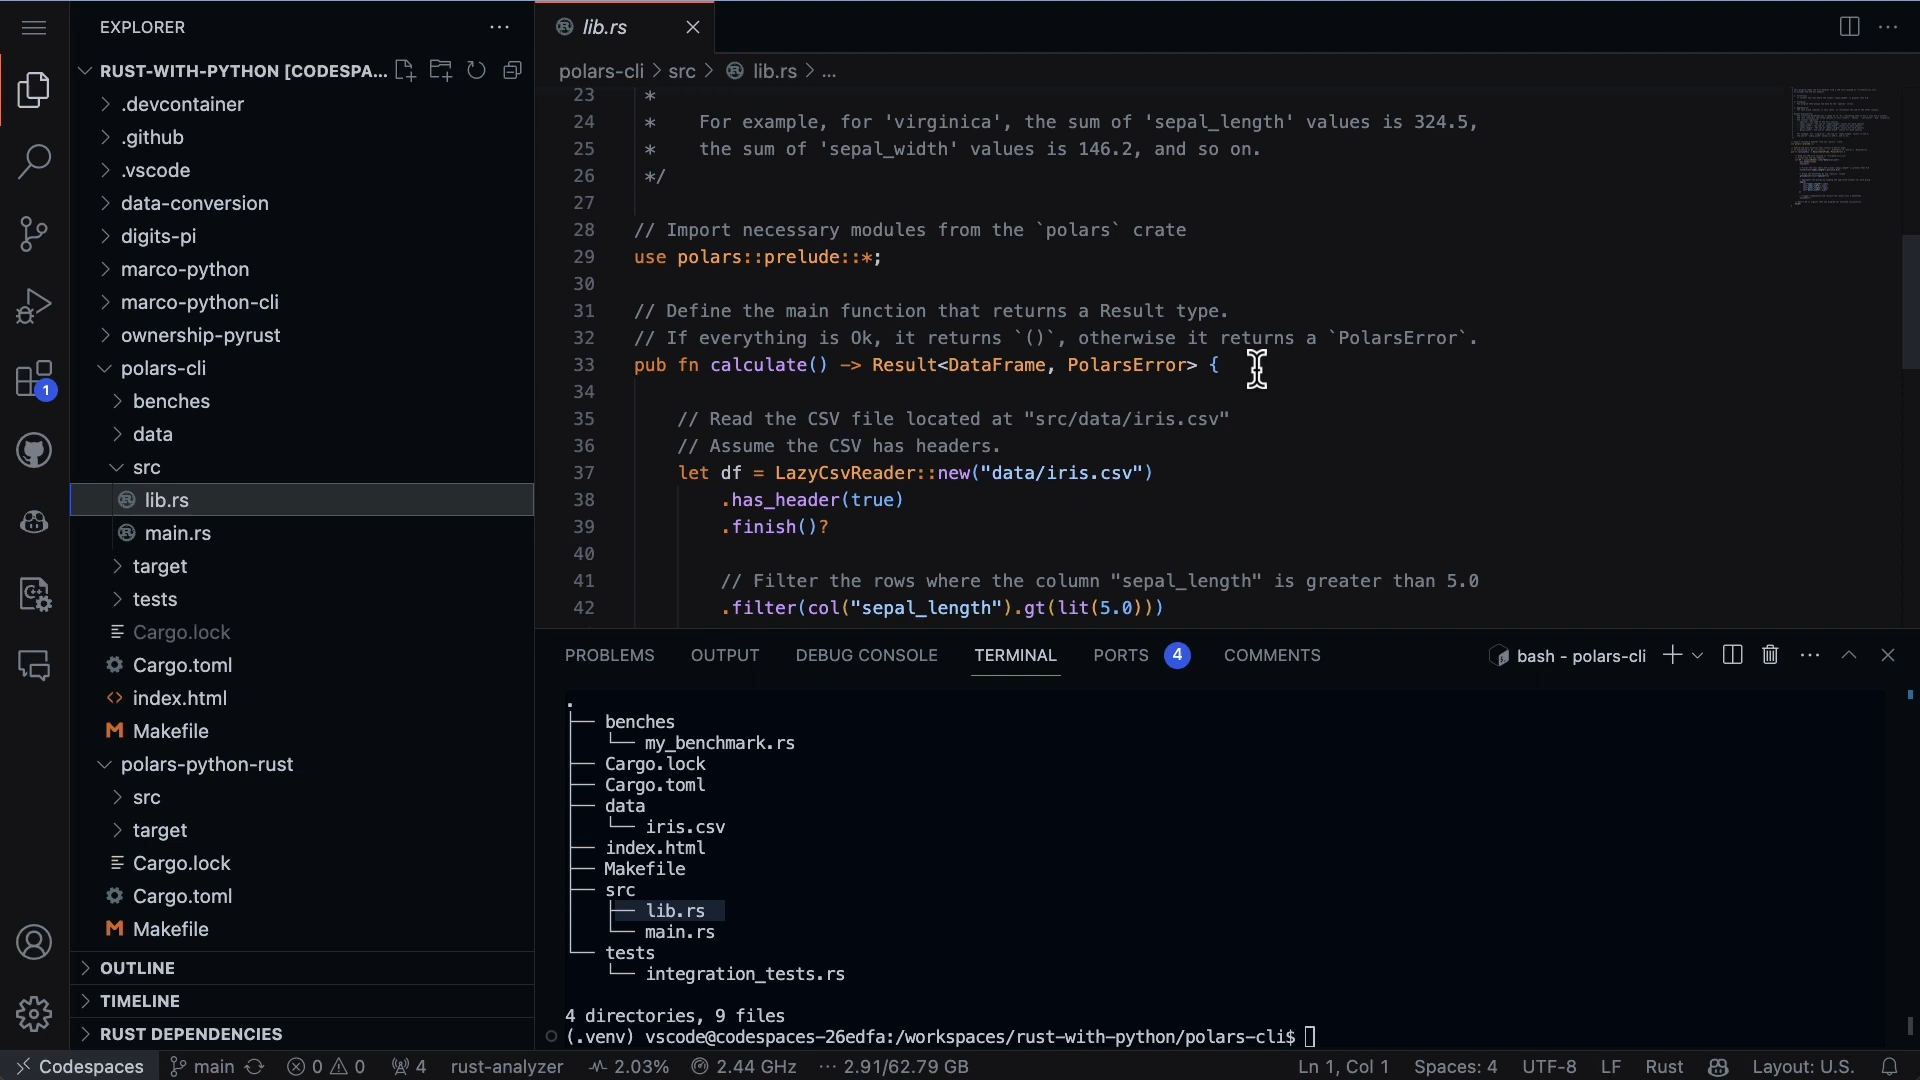 EXPLORER
RUST-WITH-PYTHON [CODESPA...
.devcontainer
.github
.vscode
data-conversion
digits-pi
marco-python
marco-python-cli
ownership-pyrust
polars-cli
benches
data
src
lib.rs
main.rs
target
tests
Cargo.lock
Cargo.toml
index.html
Makefile
polars-python-rust
src
target
Cargo.lock
Cargo.toml
Makefile
OUTLINE
TIMELINE
RUST DEPENDENCIES
1
lib.rs
polars-cli > src > lib.rs > ...
23 *
24 * For example, for 'virginica', the sum of 'sepal_length' values is 324.5,
25 * the sum of 'sepal_width' values is 146.2, and so on.
26 */
27
28 // Import necessary modules from the `polars` crate
29 use polars::prelude::*;
30
31 // Define the main function that returns a Result type.
32 // If everything is Ok, it returns `()`, otherwise it returns a `PolarsError`.
33 pub fn calculate() -> Result<DataFrame, PolarsError> {
34
35 // Read the CSV file located at "src/data/iris.csv"
36 // Assume the CSV has headers.
37 let df = LazyCsvReader::new("data/iris.csv")
38 .has_header(true)
39 .finish()?
40
41 // Filter the rows where the column "sepal_length" is greater than 5.0
42 .filter(col("sepal_length").gt(lit(5.0)))
PROBLEMS OUTPUT DEBUG CONSOLE TERMINAL PORTS 4 COMMENTS bash - polars-cli
.
├── benches
│   └── my_benchmark.rs
├── Cargo.lock
├── Cargo.toml
├── data
│   └── iris.csv
├── index.html
├── Makefile
├── src
│   ├── lib.rs
│   └── main.rs
└── tests
    └── integration_tests.rs
4 directories, 9 files
(.venv) vscode@codespaces-26edfa:/workspaces/rust-with-python/polars-cli$
Codespaces main 0 0 4 rust-analyzer 2.03% 2.44 GHz 2.91/62.79 GB Ln 1, Col 1 Spaces: 4 UTF-8 LF Rust Layout: U.S.